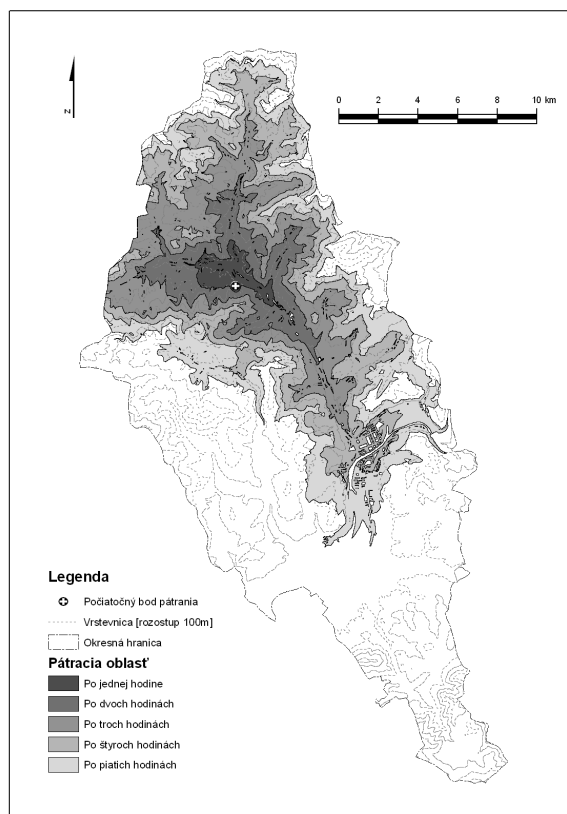 z
0 2 4 6 8 10 km
Legenda
Počiatočný bod pátrania
Vrstevnica [rozostup 100m]
Okresná hranica
Pátracia oblasť
Po jednej hodine
Po dvoch hodinách
Po troch hodinách
Po štyroch hodinách
Po piatich hodinách